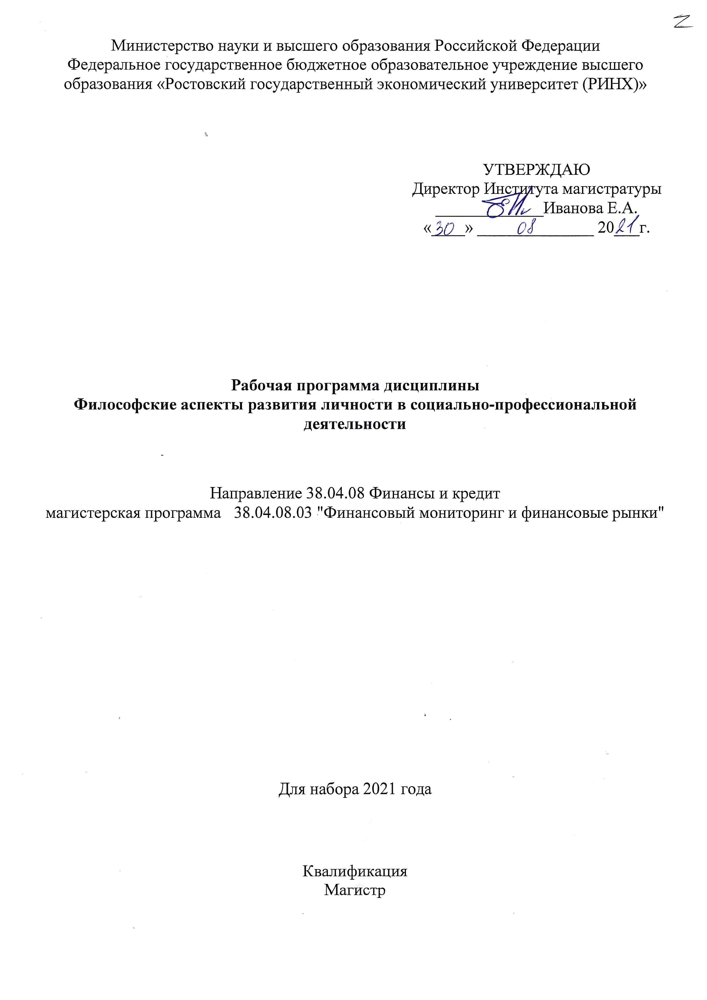 Министерство науки и высшего образования Российской Федерации
Федеральное государственное бюджетное образовательное учреждение высшего
образования «Ростовский государственный экономический университет (РИНХ)»
УТВЕРЖДАЮ
Директор Института магистратуры
Иванова Е.А.
«30» 08 2021г.
Рабочая программа дисциплины
Философские аспекты развития личности в социально-профессиональной
деятельности
Направление 38.04.08 Финансы и кредит
магистерская программа 38.04.08.03 "Финансовый мониторинг и финансовые рынки"
Для набора 2021 года
Квалификация
Магистр